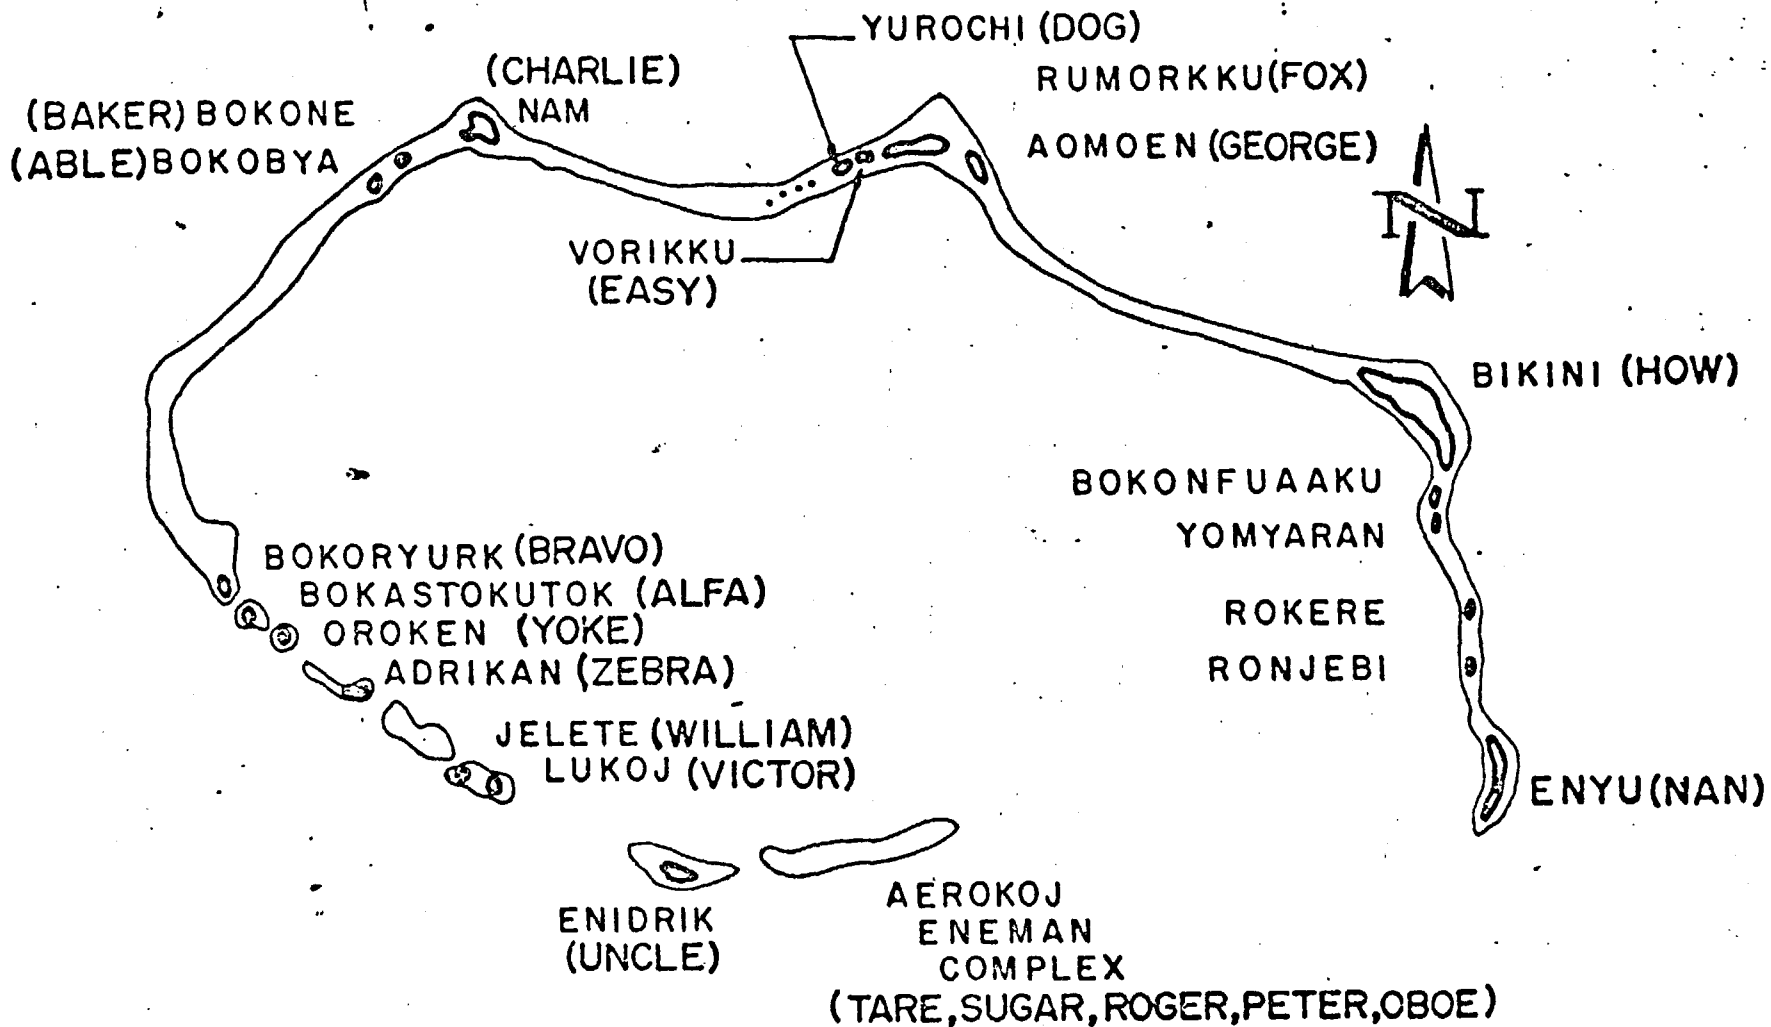 YUROCHI (DOG)
(CHARLIE)
NAM
RUMORKKU(FOX)
(BAKER) BOKONE
(ABLE)BOKOBYA
AOMOEN (GEORGE)
N
VORIKKU
(EASY)
BIKINI (HOW)
BOKONFUAAKU
YOMYARAN
BOKORYURK (BRAVO)
BOKASTOKUTOK (ALFA)
OROKEN (YOKE)
ADRIKAN (ZEBRA)
ROKERE
RONJEBI
JELETE (WILLIAM)
LUKOJ (VICTOR)
ENYU(NAN)
ENIDRIK
(UNCLE)
AEROKOJ
ENEMAN
COMPLEX
(TARE,SUGAR,ROGER,PETER,OBOE)